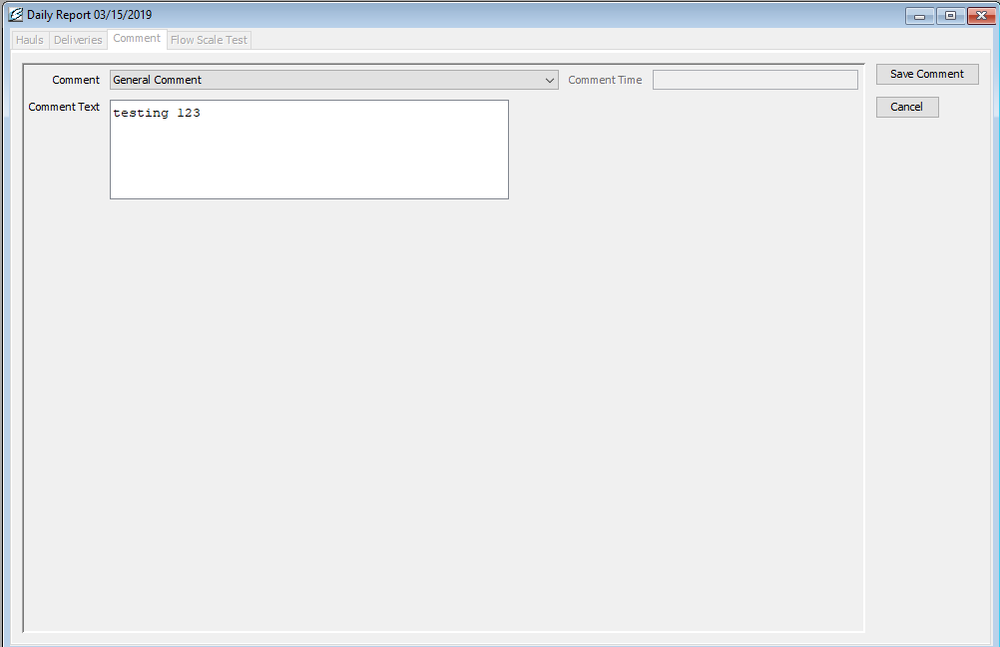 Daily Report 03/15/2019
Hauls Deliveries Comment Flow Scale Test
Comment General Comment Comment Time Save Comment
Comment Text testing 123 Cancel